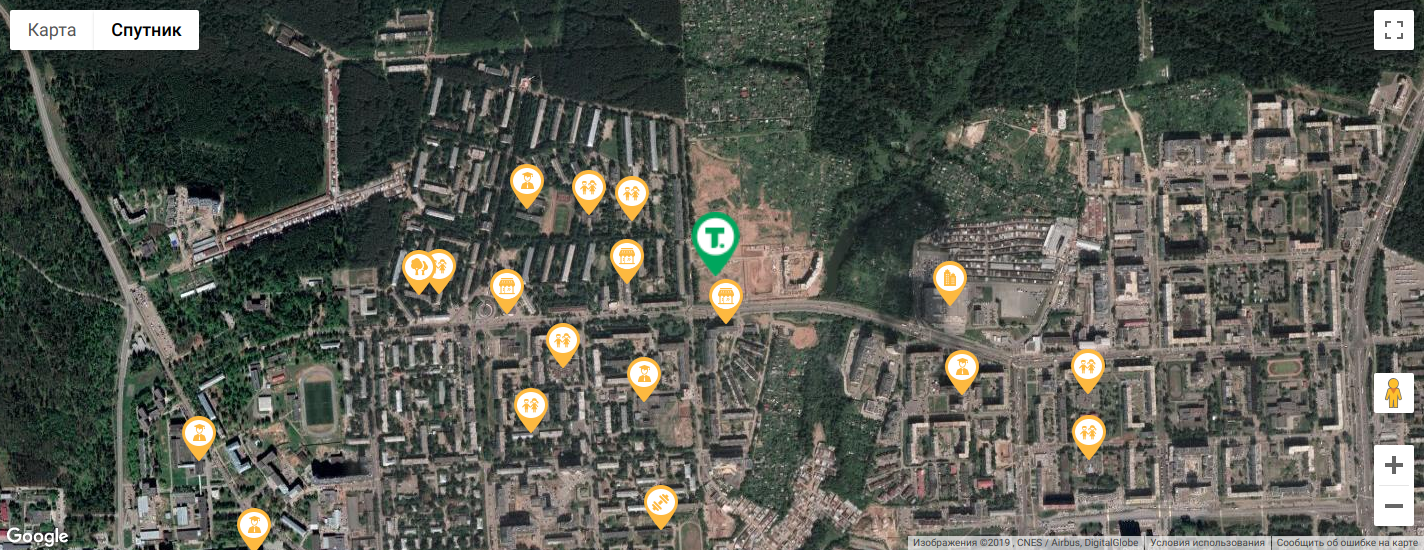 Карта Спутник
Т.
Google
Изображения ©2019 , CNES / Airbus, DigitalGlobe Условия использования Сообщить об ошибке на карте